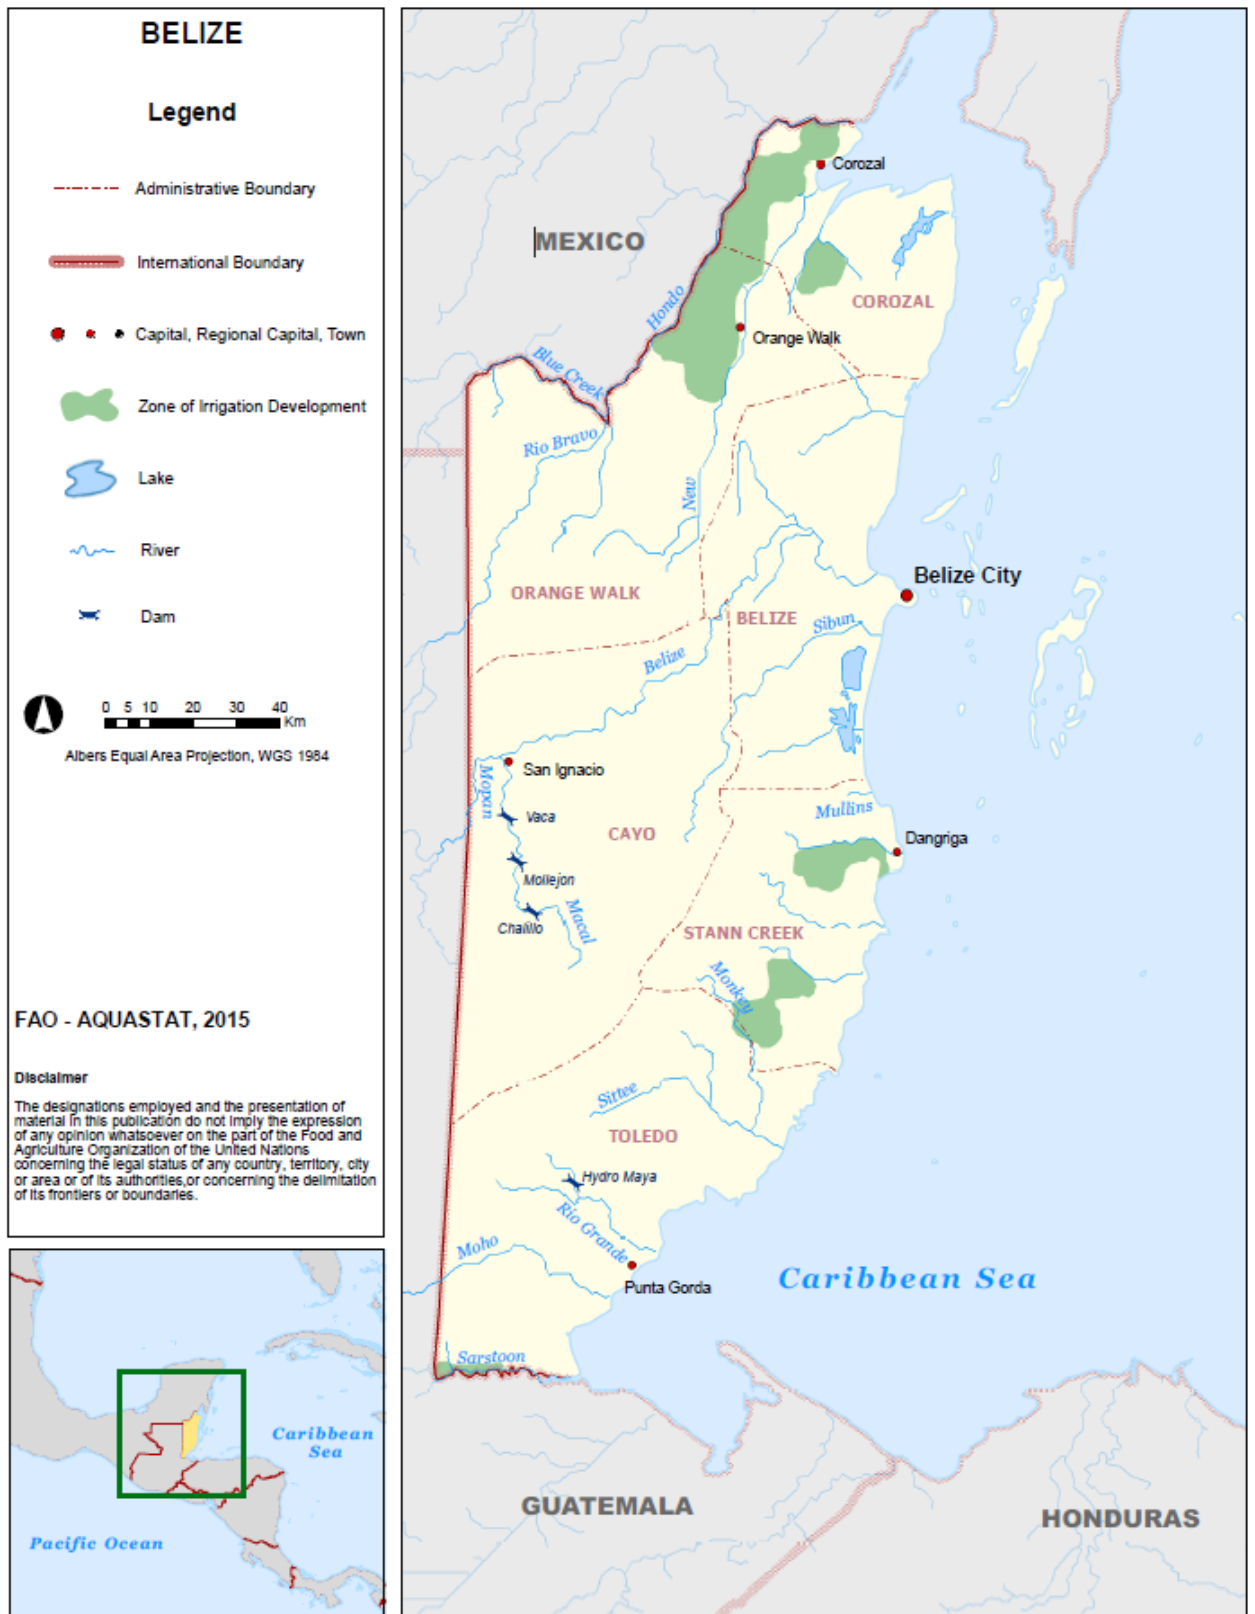 BELIZE
Legend
Administrative Boundary
International Boundary
Capital, Regional Capital, Town
Zone of Irrigation Development
Lake
River
Dam
0 5 10 20 30 40
Km
Albers Equal Area Projection, WGS 1984
FAO - AQUASTAT, 2015
Disclaimer
The designations employed and the presentation of
material in this publication do not imply the expression
of any opinion whatsoever on the part of the Food and
Agriculture Organization of the United Nations
concerning the legal status of any country, territory, city
or area or of its authorities,or concerning the delimitation
of its frontiers or boundaries.
Caribbean
Sea
Pacific Ocean
Corozal
MEXICO
COROZAL
Hondo
Orange Walk
Blue Creek
Rio Bravo
New
Belize City
ORANGE WALK
BELIZE
Sibun
Belize
San Ignacio
Mopan
Vaca
Mullins
CAYO
Dangriga
Mollejon
Macal
Chalillo
STANN CREEK
Monkey
Sirtee
TOLEDO
Hydro Maya
Rio Grande
Moho
Punta Gorda
Caribbean Sea
Sarstoon
GUATEMALA
HONDURAS